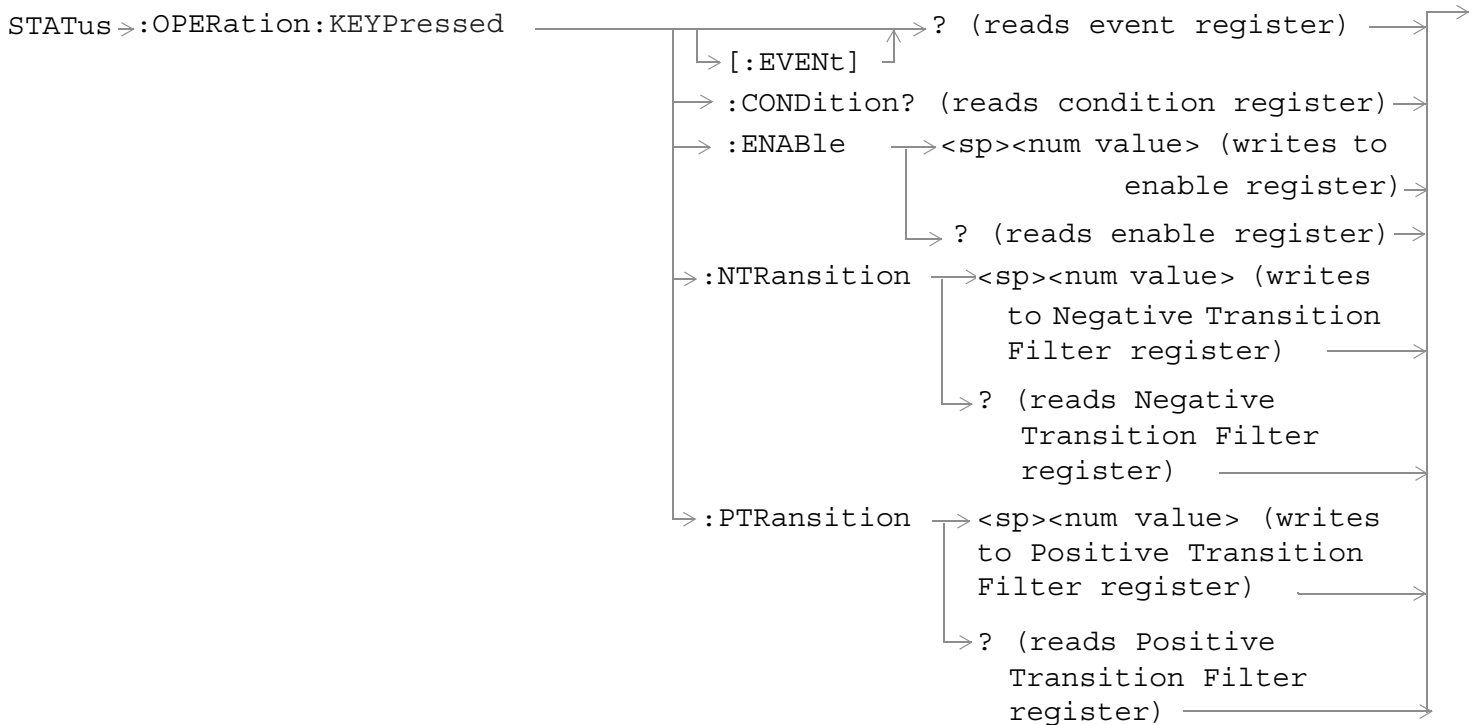 STATus :OPERation:KEYPressed ? (reads event register)
[:EVENt]
:CONDition? (reads condition register)
:ENABle <sp><num value> (writes to
enable register)
? (reads enable register)
:NTRansition <sp><num value> (writes
to Negative Transition
Filter register)
? (reads Negative
Transition Filter
register)
:PTRansition <sp><num value> (writes
to Positive Transition
Filter register)
? (reads Positive
Transition Filter
register)